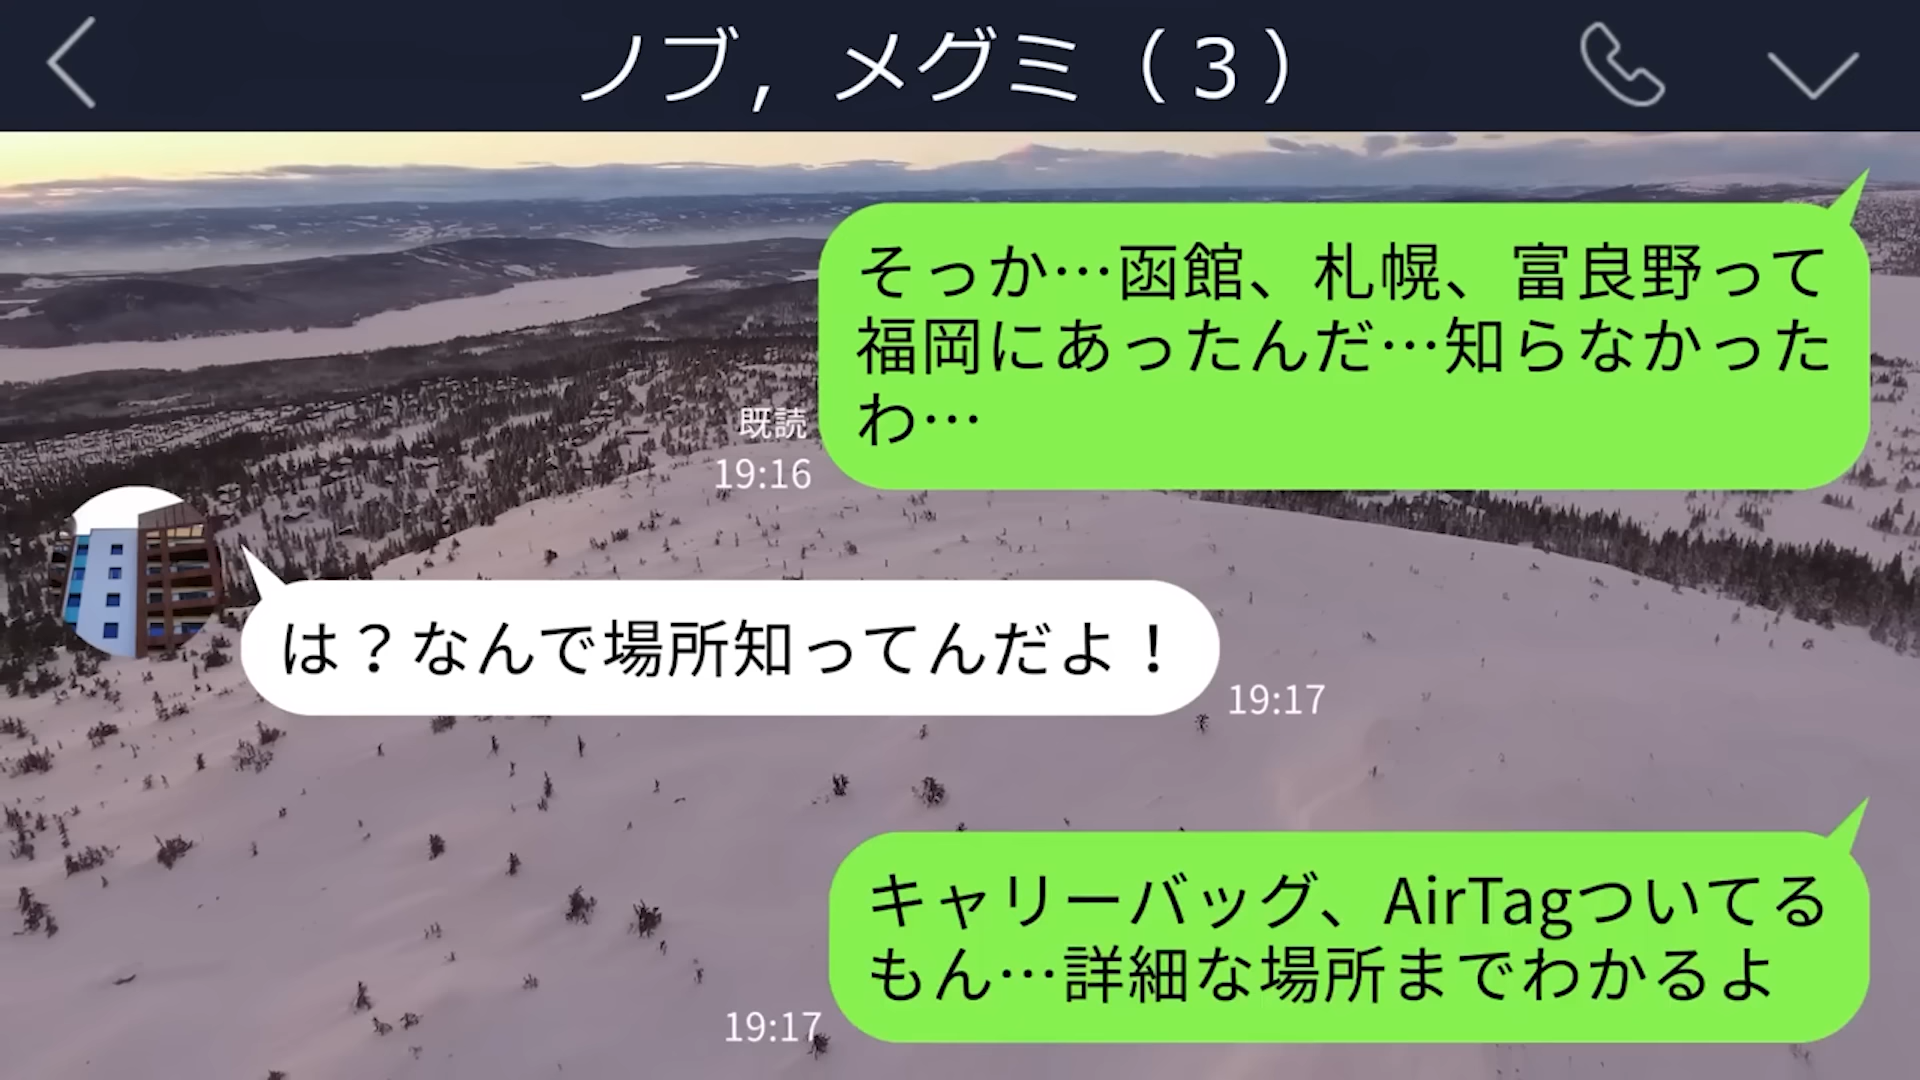 ノブ，メグミ（3）
そっか…函館、札幌、富良野って
福岡にあったんだ…知らなかった
わ…
既読
19:16
は？なんで場所知ってんだよ！
19:17
キャリーバッグ、AirTagついてる
もん…詳細な場所までわかるよ
19:17